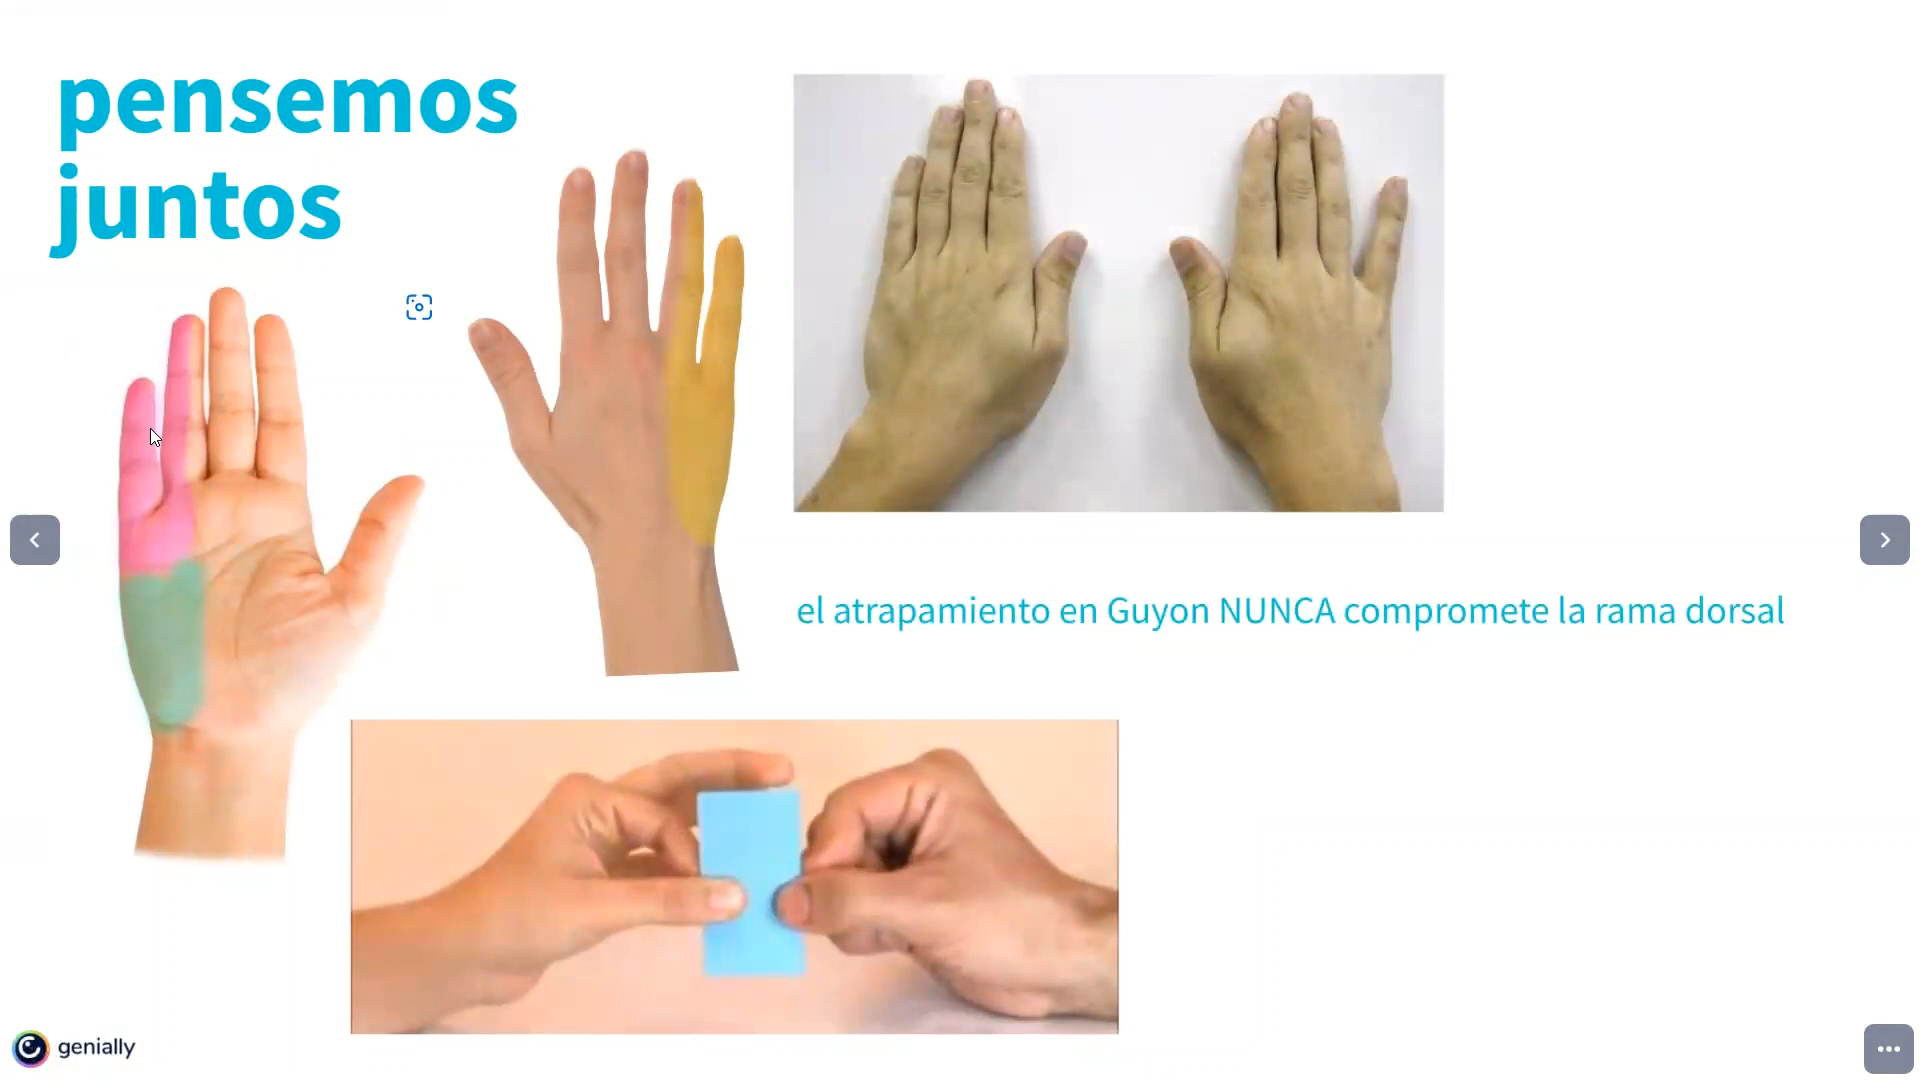 pensemos
juntos
el atrapamiento en Guyon NUNCA compromete la rama dorsal
genially